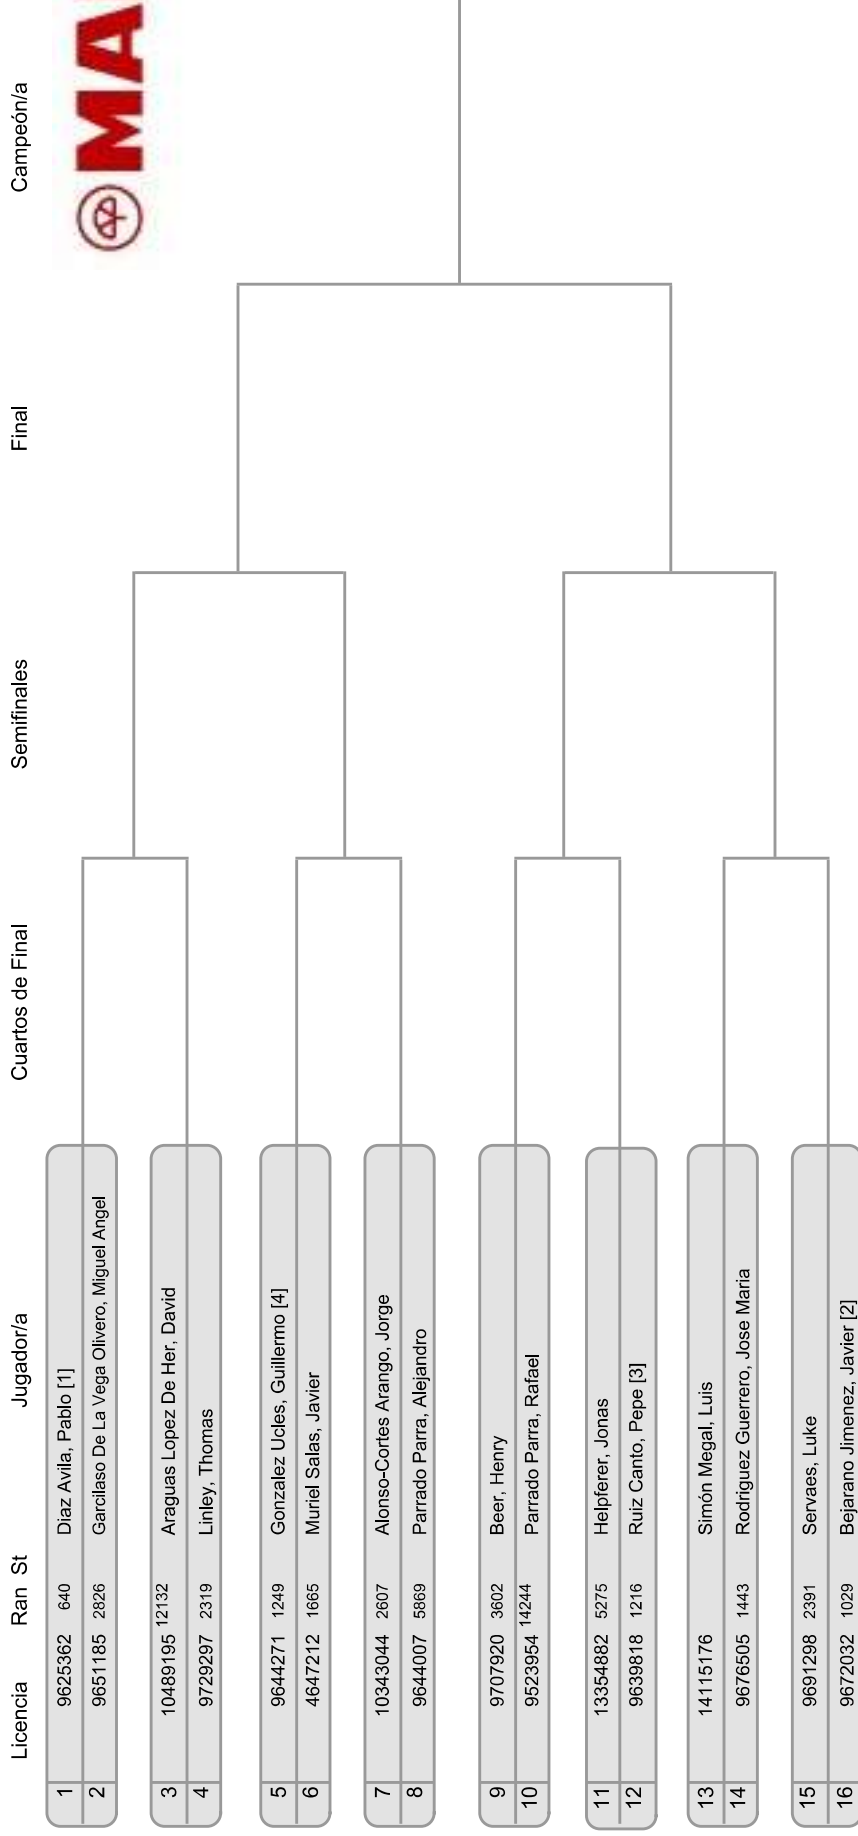 Licencia Ran St Jugador/a Cuartos de Final Semifinales Final Campeón/a
MA
1 9625362 640 Diaz Avila, Pablo [1]
2 9651185 2826 Garcilaso De La Vega Olivero, Miguel Angel
3 10489195 12132 Araguas Lopez De Her, David
4 9729297 2319 Linley, Thomas
5 9644271 1249 Gonzalez Ucles, Guillermo [4]
6 4647212 1665 Muriel Salas, Javier
7 10343044 2607 Alonso-Cortes Arango, Jorge
8 9644007 5869 Parrado Parra, Alejandro
9 9707920 3602 Beer, Henry
10 9523954 14244 Parrado Parra, Rafael
11 13354882 5275 Helpferer, Jonas
12 9639818 1216 Ruiz Canto, Pepe [3]
13 14115176 Simón Megal, Luis
14 9676505 1443 Rodriguez Guerrero, Jose Maria
15 9691298 2391 Servaes, Luke
16 9672032 1029 Bejarano Jimenez, Javier [2]